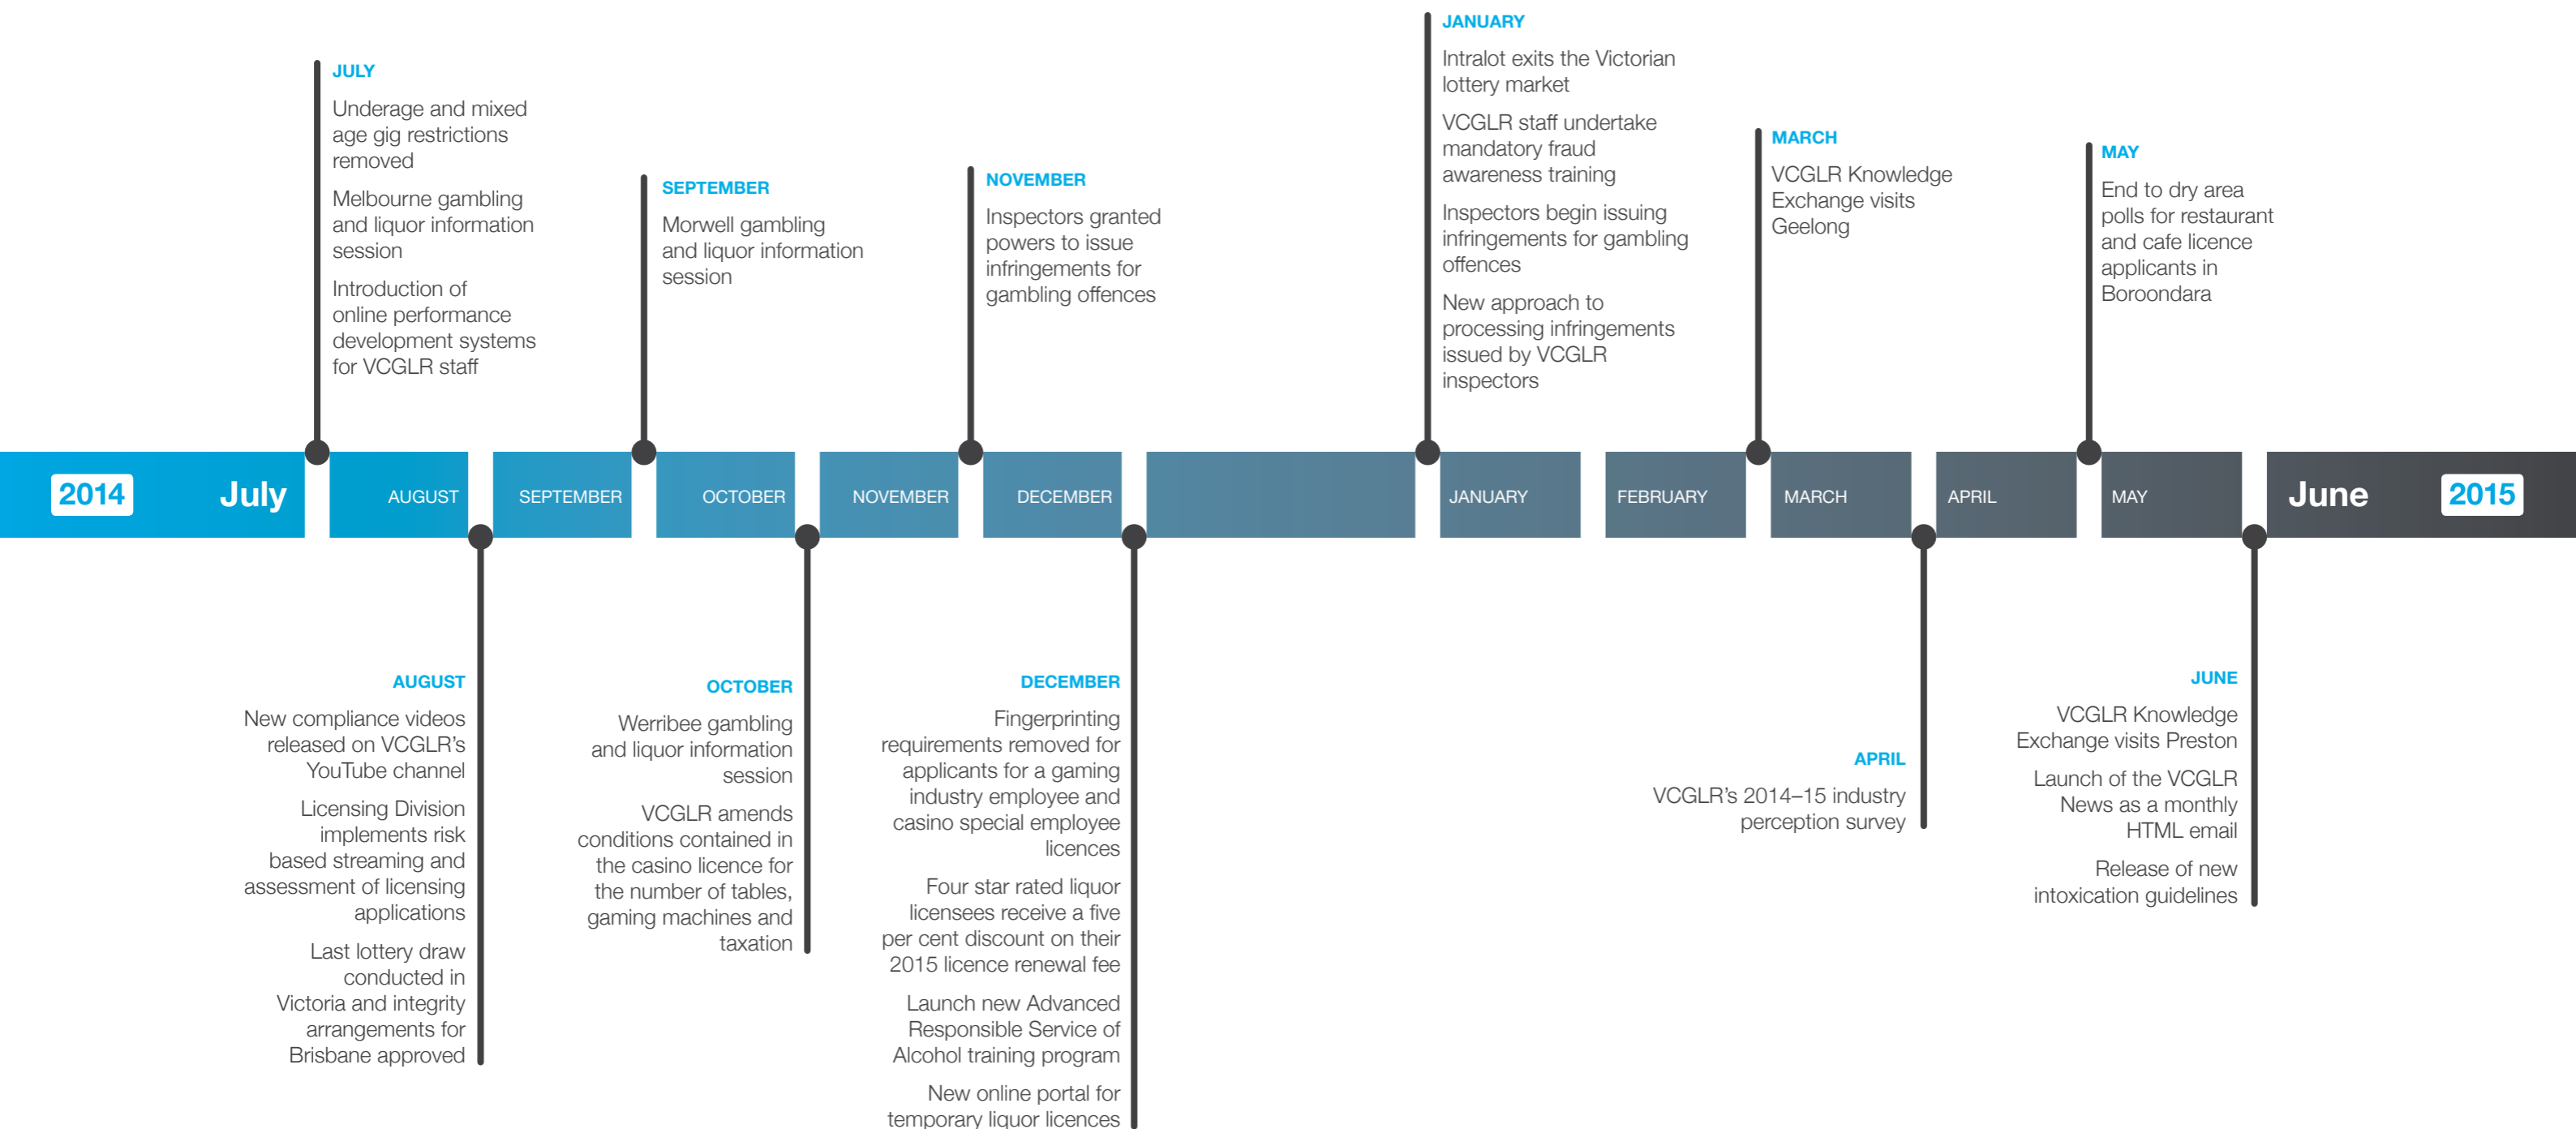 JULY
Underage and mixed
age gig restrictions
removed
Melbourne gambling
and liquor information
session
Introduction of
online performance
development systems
for VCGLR staff
SEPTEMBER
Morwell gambling
and liquor information
session
NOVEMBER
Inspectors granted
powers to issue
infringements for
gambling offences
JANUARY
Intralot exits the Victorian
lottery market
VCGLR staff undertake
mandatory fraud
awareness training
Inspectors begin issuing
infringements for gambling
offences
New approach to
processing infringements
issued by VCGLR
inspectors
MARCH
VCGLR Knowledge
Exchange visits
Geelong
MAY
End to dry area
polls for restaurant
and cafe licence
applicants in
Boroondara
2014 July AUGUST SEPTEMBER OCTOBER NOVEMBER DECEMBER JANUARY FEBRUARY MARCH APRIL MAY June 2015
AUGUST
New compliance videos
released on VCGLR’s
YouTube channel
Licensing Division
implements risk
based streaming and
assessment of licensing
applications
Last lottery draw
conducted in
Victoria and integrity
arrangements for
Brisbane approved
OCTOBER
Werribee gambling
and liquor information
session
VCGLR amends
conditions contained in
the casino licence for
the number of tables,
gaming machines and
taxation
DECEMBER
Fingerprinting
requirements removed for
applicants for a gaming
industry employee and
casino special employee
licences
Four star rated liquor
licensees receive a five
per cent discount on their
2015 licence renewal fee
Launch new Advanced
Responsible Service of
Alcohol training program
New online portal for
temporary liquor licences
APRIL
VCGLR’s 2014–15 industry
perception survey
JUNE
VCGLR Knowledge
Exchange visits Preston
Launch of the VCGLR
News as a monthly
HTML email
Release of new
intoxication guidelines